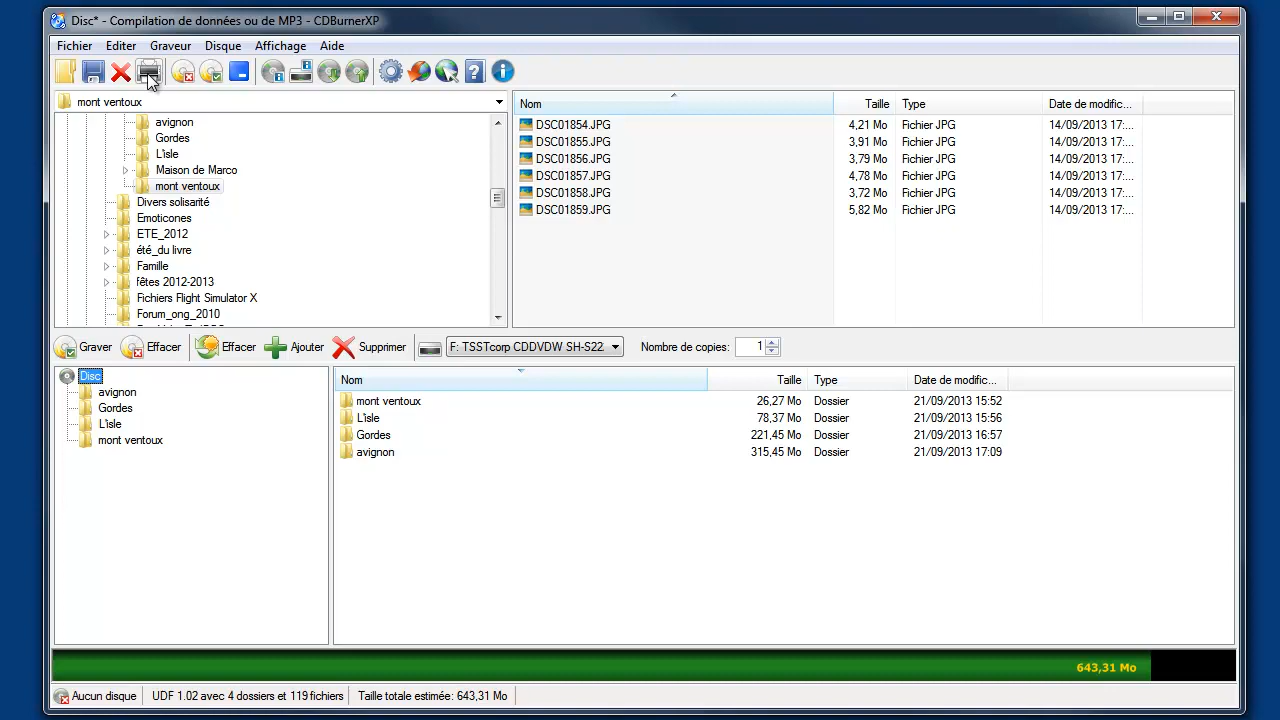 Disc* - Compilation de données ou de MP3 - CDBurnerXP
Fichier Editer Graveur Disque Affichage Aide
mont ventoux
avignon
Gordes
L'isle
Maison de Marco
mont ventoux
Divers solisarité
Emoticones
ETE_2012
été_du livre
Famille
fêtes 2012-2013
Fichiers Flight Simulator X
Forum_ong_2010
Nom Taille Type Date de modific...
DSC01854.JPG 4,21 Mo Fichier JPG 14/09/2013 17:...
DSC01855.JPG 3,91 Mo Fichier JPG 14/09/2013 17:...
DSC01856.JPG 3,79 Mo Fichier JPG 14/09/2013 17:...
DSC01857.JPG 4,78 Mo Fichier JPG 14/09/2013 17:...
DSC01858.JPG 3,72 Mo Fichier JPG 14/09/2013 17:...
DSC01859.JPG 5,82 Mo Fichier JPG 14/09/2013 17:...
Graver Effacer Effacer Ajouter Supprimer F: TSSTcorp CDDVDW SH-S22 Nombre de copies: 1
Disc
avignon
Gordes
L'isle
mont ventoux
Nom Taille Type Date de modific...
mont ventoux 26,27 Mo Dossier 21/09/2013 15:52
L'isle 78,37 Mo Dossier 21/09/2013 15:56
Gordes 221,45 Mo Dossier 21/09/2013 16:57
avignon 315,45 Mo Dossier 21/09/2013 17:09
643,31 Mo
Aucun disque UDF 1.02 avec 4 dossiers et 119 fichiers Taille totale estimée: 643,31 Mo